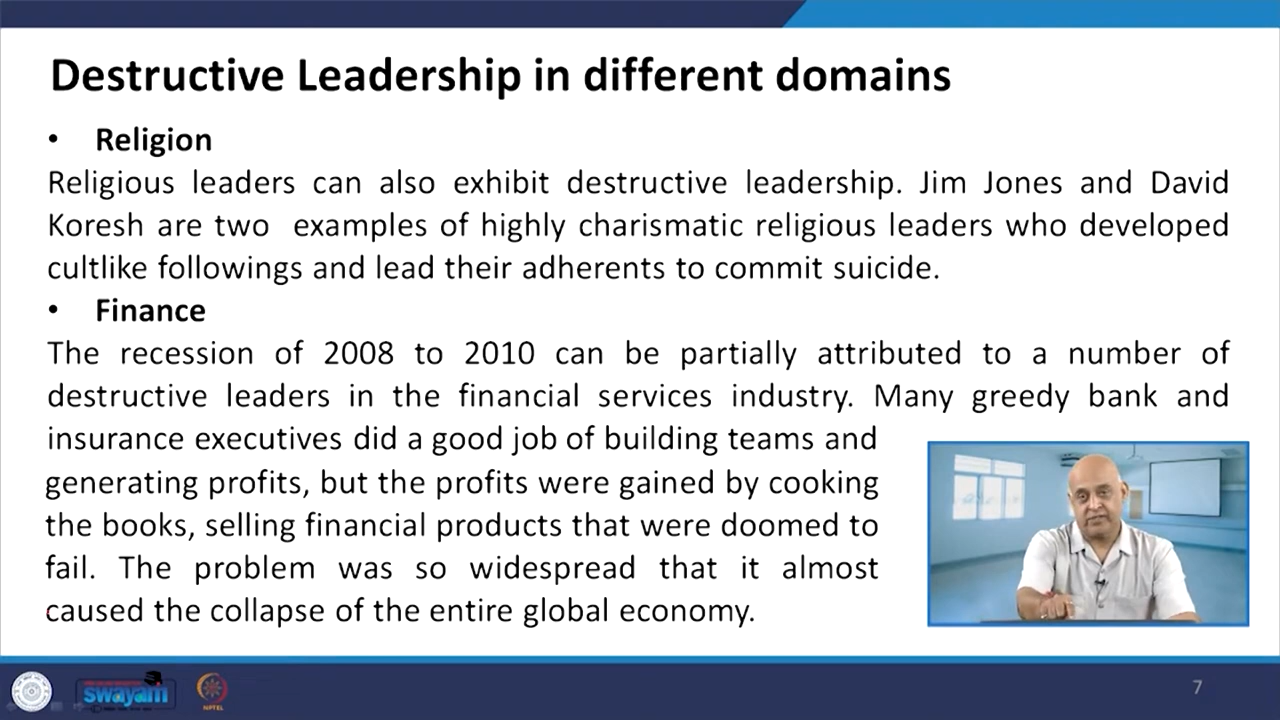 Destructive Leadership in different domains
• Religion
Religious leaders can also exhibit destructive leadership. Jim Jones and David
Koresh are two examples of highly charismatic religious leaders who developed
cultlike followings and lead their adherents to commit suicide.
• Finance
The recession of 2008 to 2010 can be partially attributed to a number of
destructive leaders in the financial services industry. Many greedy bank and
insurance executives did a good job of building teams and
generating profits, but the profits were gained by cooking
the books, selling financial products that were doomed to
fail. The problem was so widespread that it almost
caused the collapse of the entire global economy.
swayam
NPTEL
7